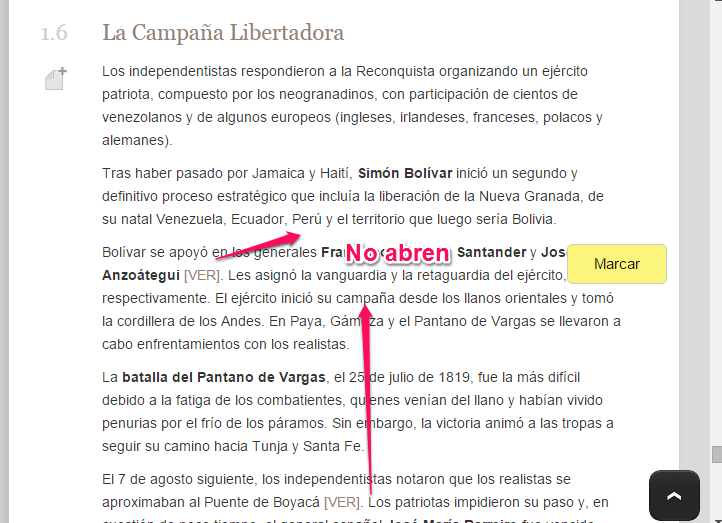 1.6 La Campaña Libertadora
Los independentistas respondieron a la Reconquista organizando un ejército
patriota, compuesto por los neogranadinos, con participación de cientos de
venezolanos y de algunos europeos (ingleses, irlandeses, franceses, polacos y
alemanes).
Tras haber pasado por Jamaica y Haití, Simón Bolívar inició un segundo y
definitivo proceso estratégico que incluía la liberación de la Nueva Granada, de
su natal Venezuela, Ecuador, Perú y el territorio que luego sería Bolivia.
Bolívar se apoyó en los generales Santander y
No abren
Marcar
Anzoátegui [VER]. Les asignó la vanguardia y la retaguardia del ejército,
respectivamente. El ejército inició su campaña desde los llanos orientales y tomó
la cordillera de los Andes. En Paya, Gámeza y el Pantano de Vargas se llevaron a
cabo enfrentamientos con los realistas.
La batalla del Pantano de Vargas, el 25 de julio de 1819, fue la más difícil
debido a la fatiga de los combatientes, quienes venían del llano y habían vivido
penurias por el frío de los páramos. Sin embargo, la victoria animó a las tropas a
seguir su camino hacia Tunja y Santa Fe.
El 7 de agosto siguiente, los independentistas notaron que los realistas se
aproximaban al Puente de Boyacá [VER]. Los patriotas impidieron su paso y, en